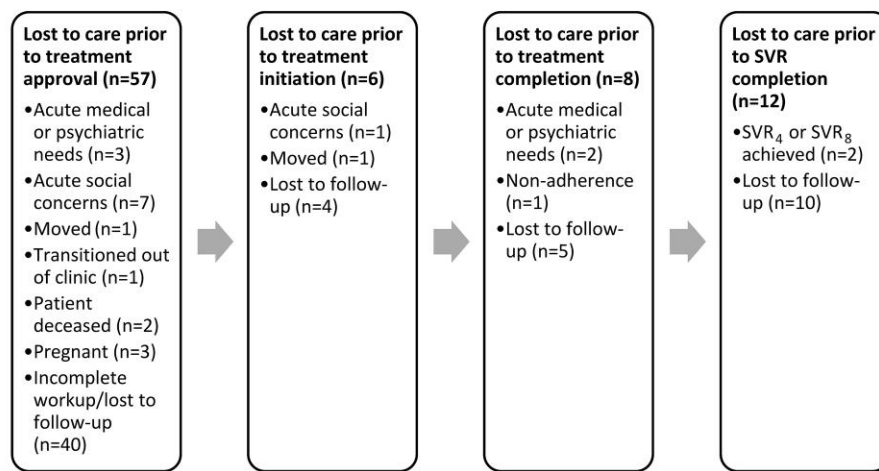 Lost to care prior
to treatment
approval (n=57)
•Acute medical
or psychiatric
needs (n=3)
•Acute social
concerns (n=7)
•Moved (n=1)
•Transitioned out
of clinic (n=1)
•Patient
deceased (n=2)
•Pregnant (n=3)
•Incomplete
workup/lost to
follow-up
(n=40)
Lost to care prior
to treatment
initiation (n=6)
•Acute social
concerns (n=1)
•Moved (n=1)
•Lost to follow-
up (n=4)
Lost to care prior
to treatment
completion (n=8)
•Acute medical
or psychiatric
needs (n=2)
•Non-adherence
(n=1)
•Lost to follow-
up (n=5)
Lost to care prior
to SVR
completion
(n=12)
•SVR₄ or SVR₈
achieved (n=2)
•Lost to follow-
up (n=10)